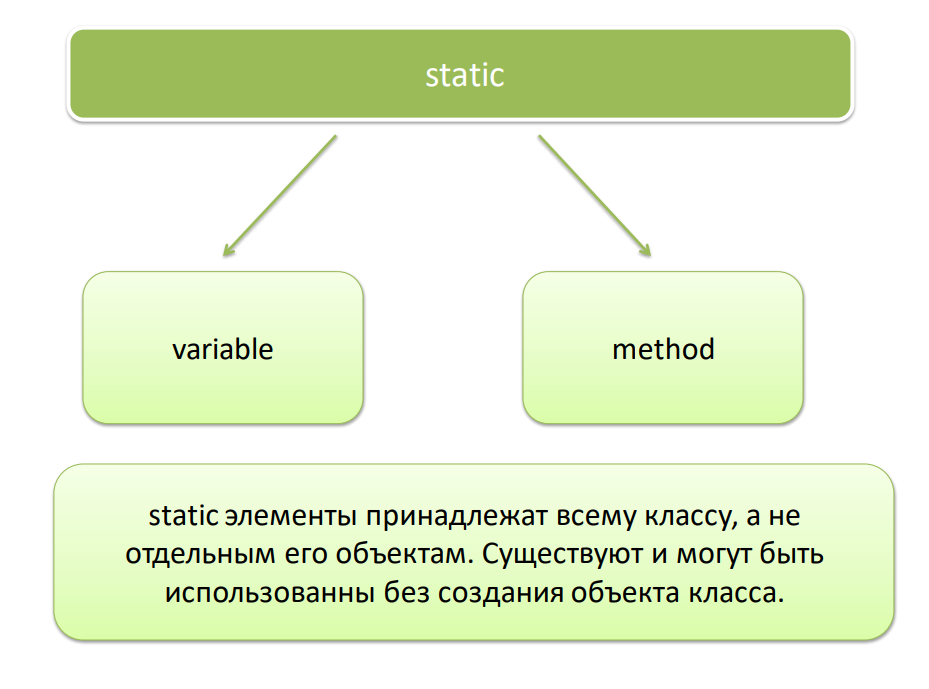 static
variable
method
static элементы принадлежат всему классу, а не
отдельным его объектам. Существуют и могут быть
использованны без создания объекта класса.